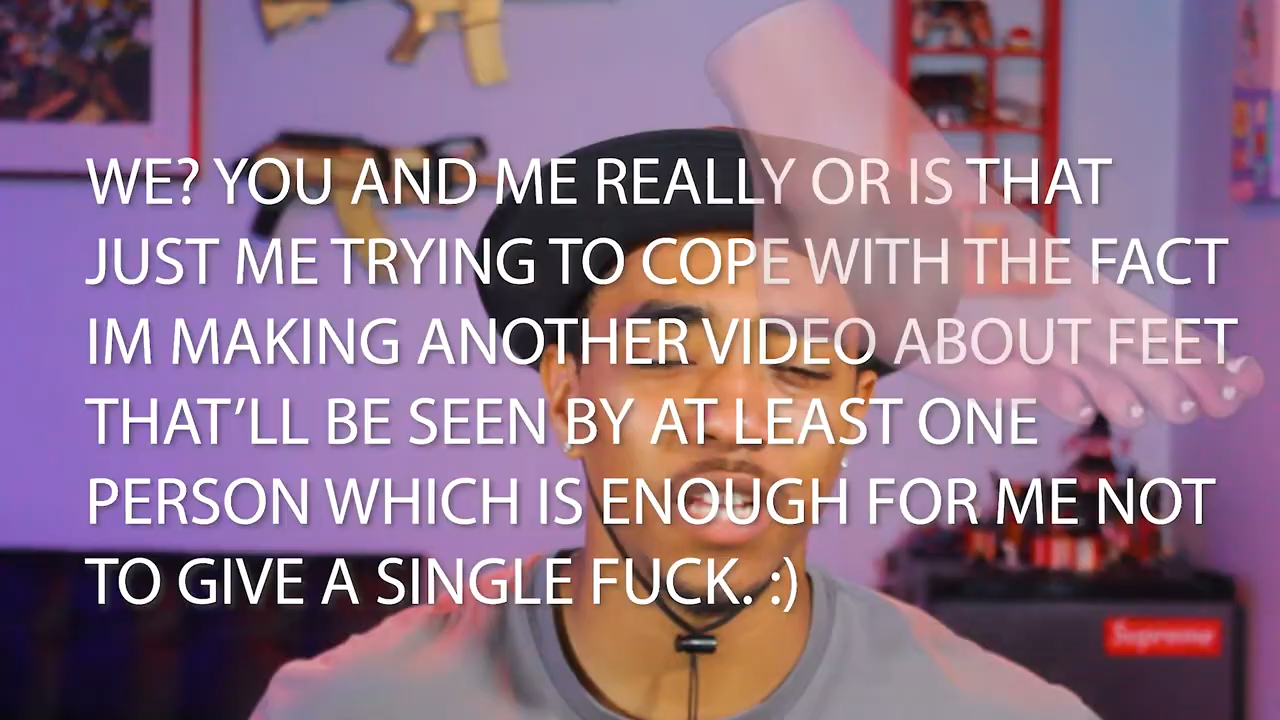 WE? YOU AND ME REALLY OR IS THAT
JUST ME TRYING TO COPE WITH THE FACT
IM MAKING ANOTHER VIDEO ABOUT FEET
THAT’LL BE SEEN BY AT LEAST ONE
PERSON WHICH IS ENOUGH FOR ME NOT
TO GIVE A SINGLE FUCK. :)
Supreme